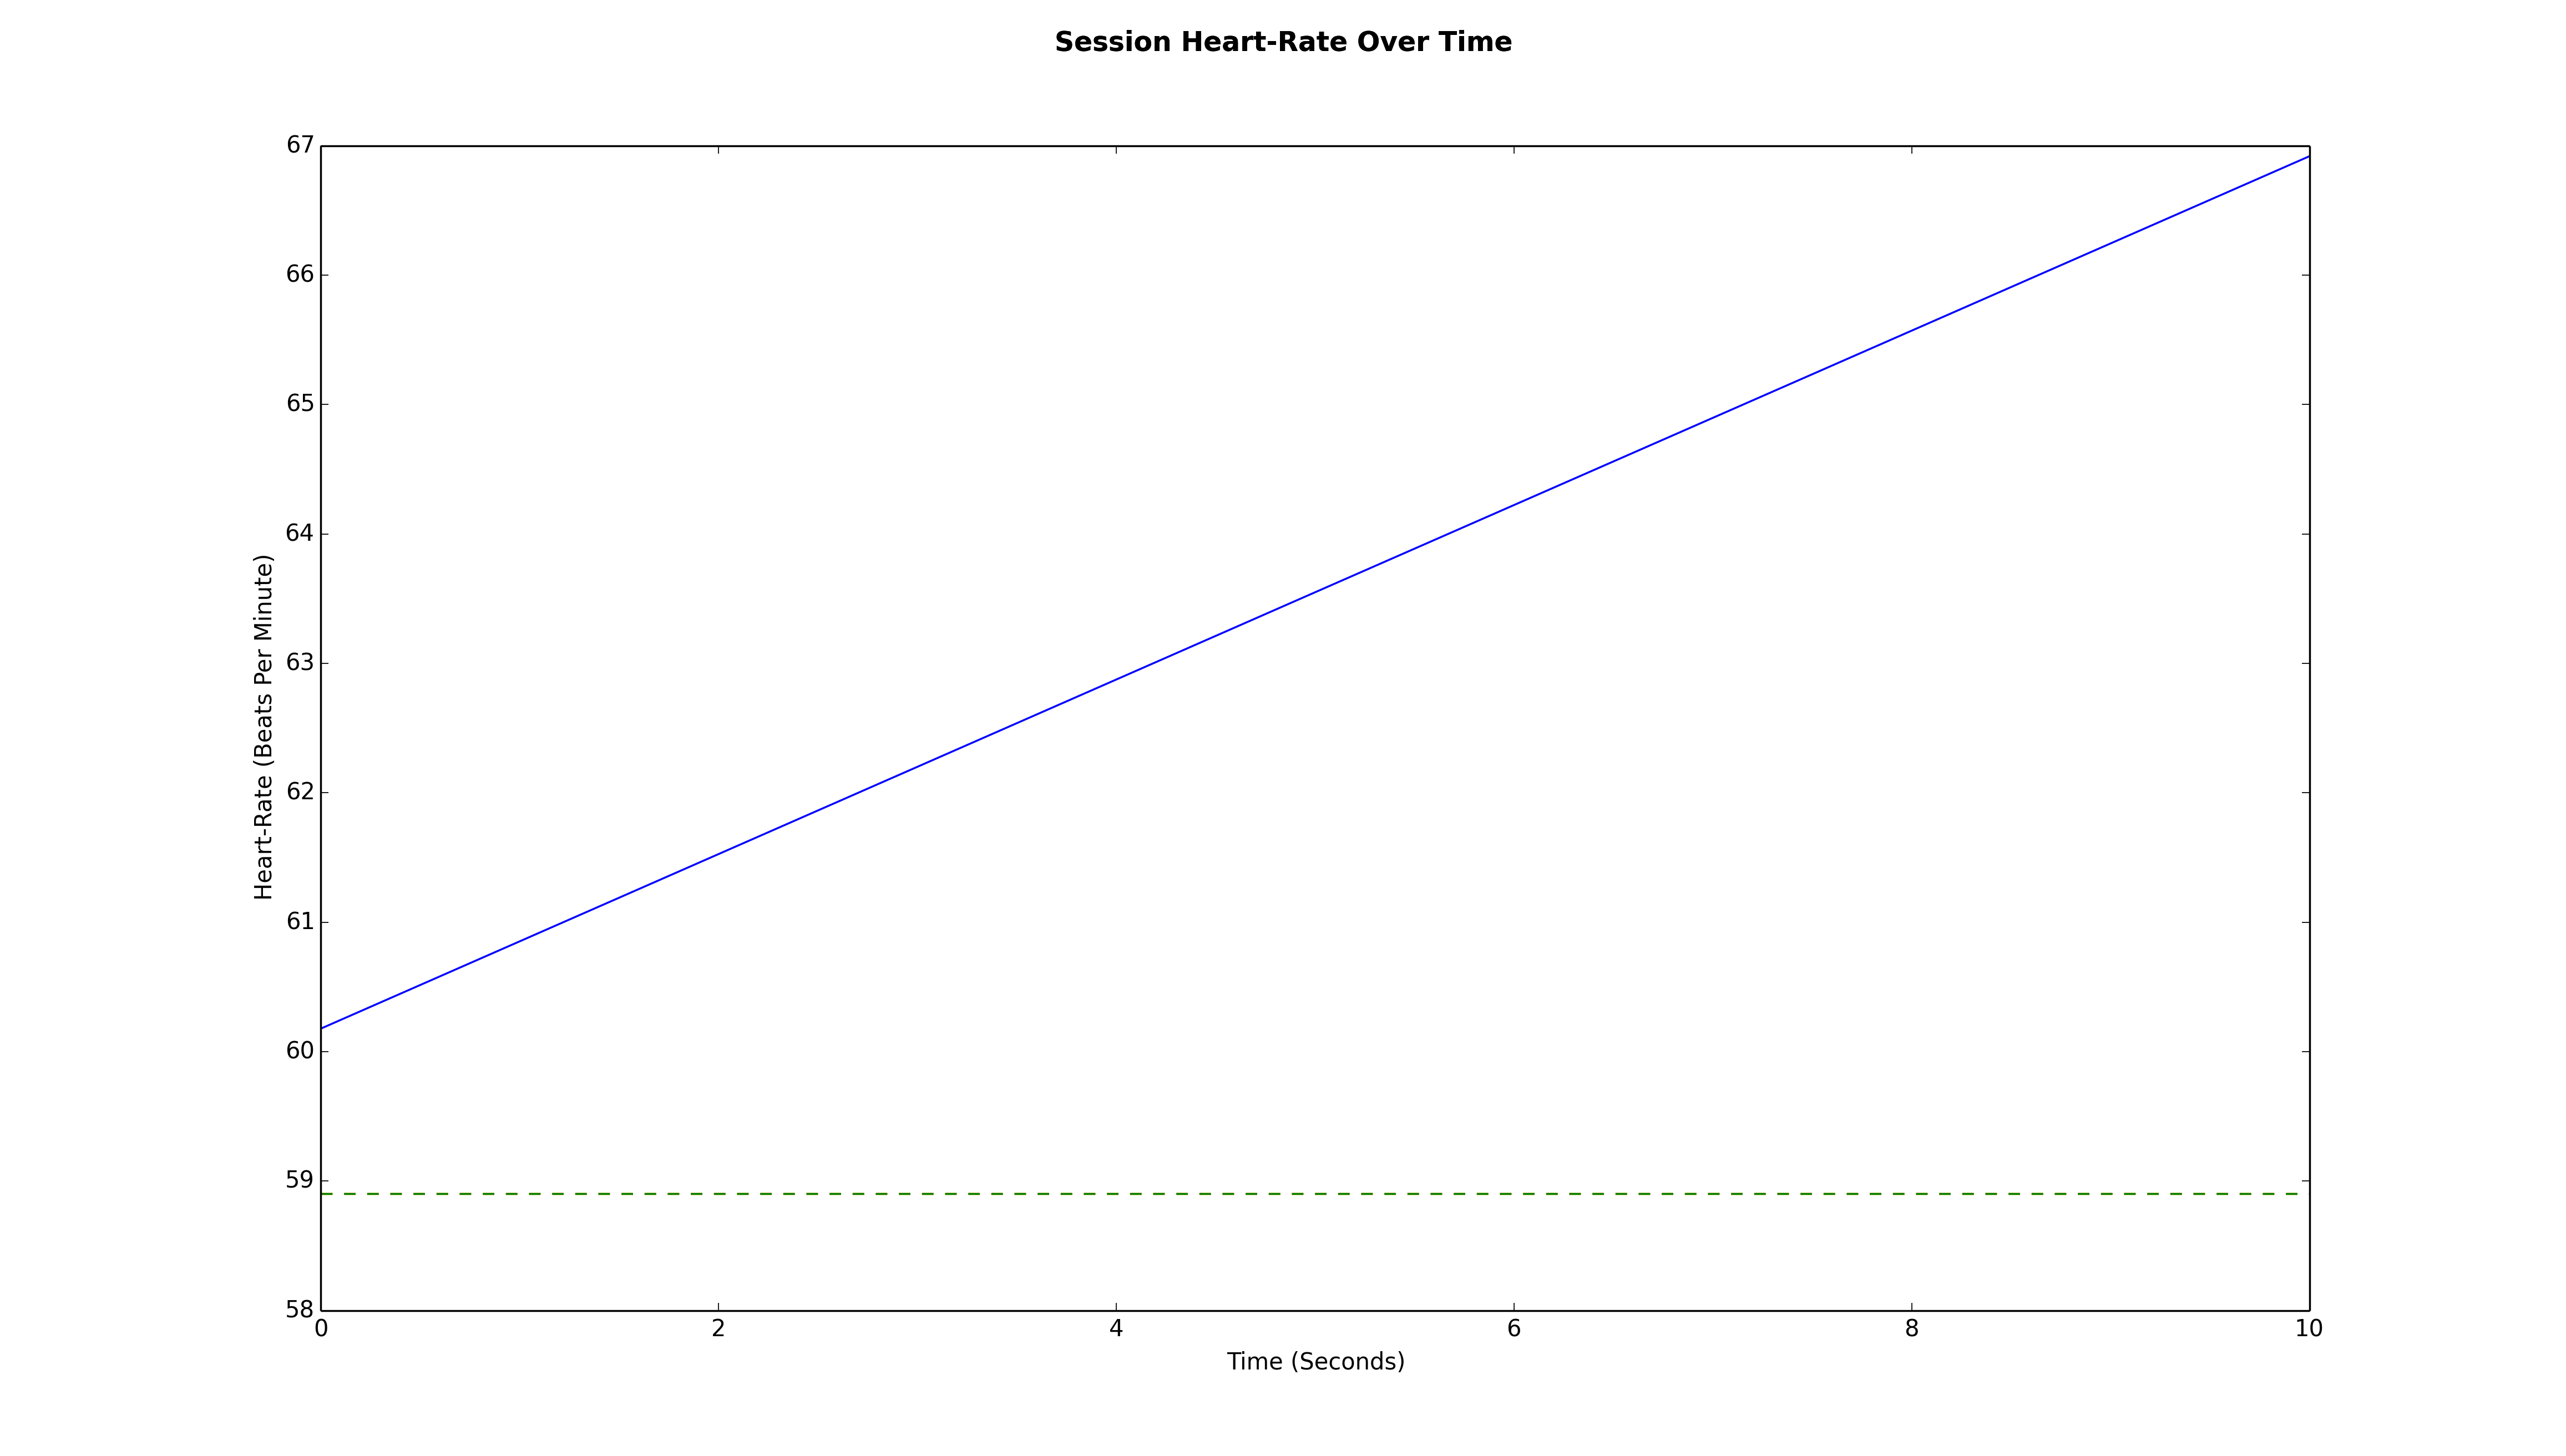 Session Heart-Rate Over Time
67
66
65
64
63
62
61
60
59
58
Heart-Rate (Beats Per Minute)
0 2 4 6 8 10
Time (Seconds)